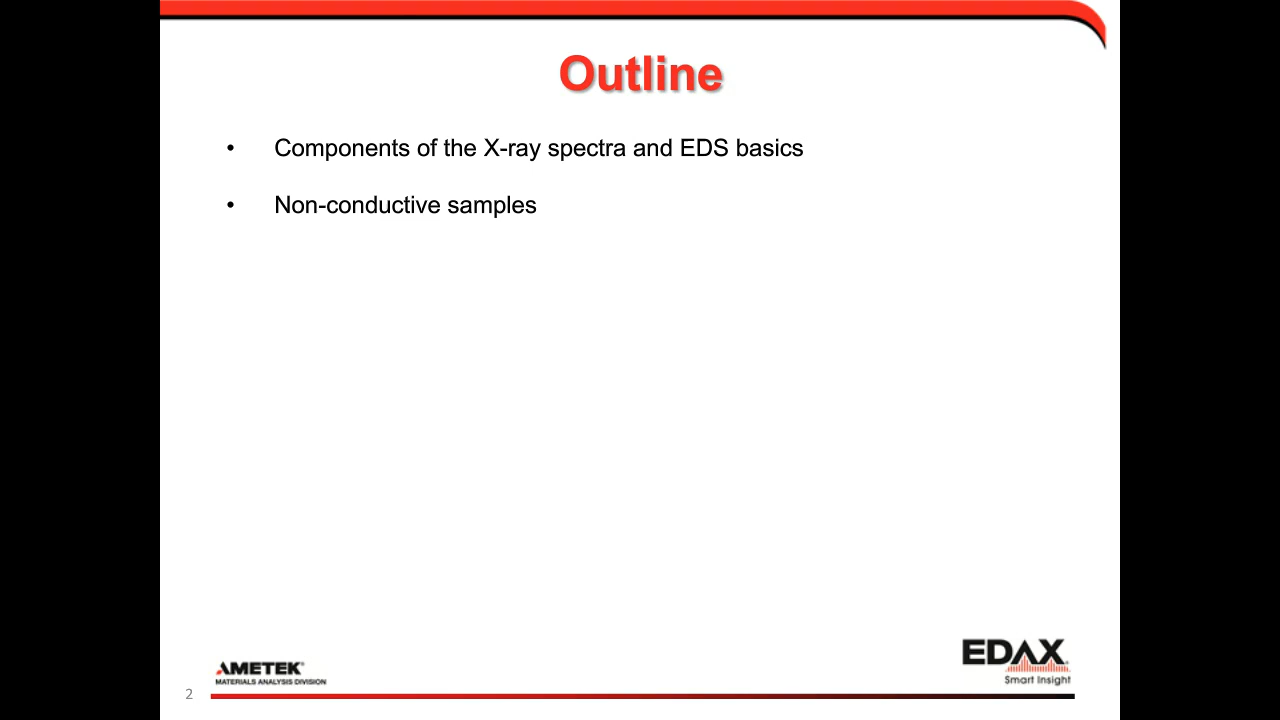 Outline
• Components of the X-ray spectra and EDS basics
• Non-conductive samples
AMETEK®
MATERIALS ANALYSIS DIVISION
EDAX
Smart Insight
2